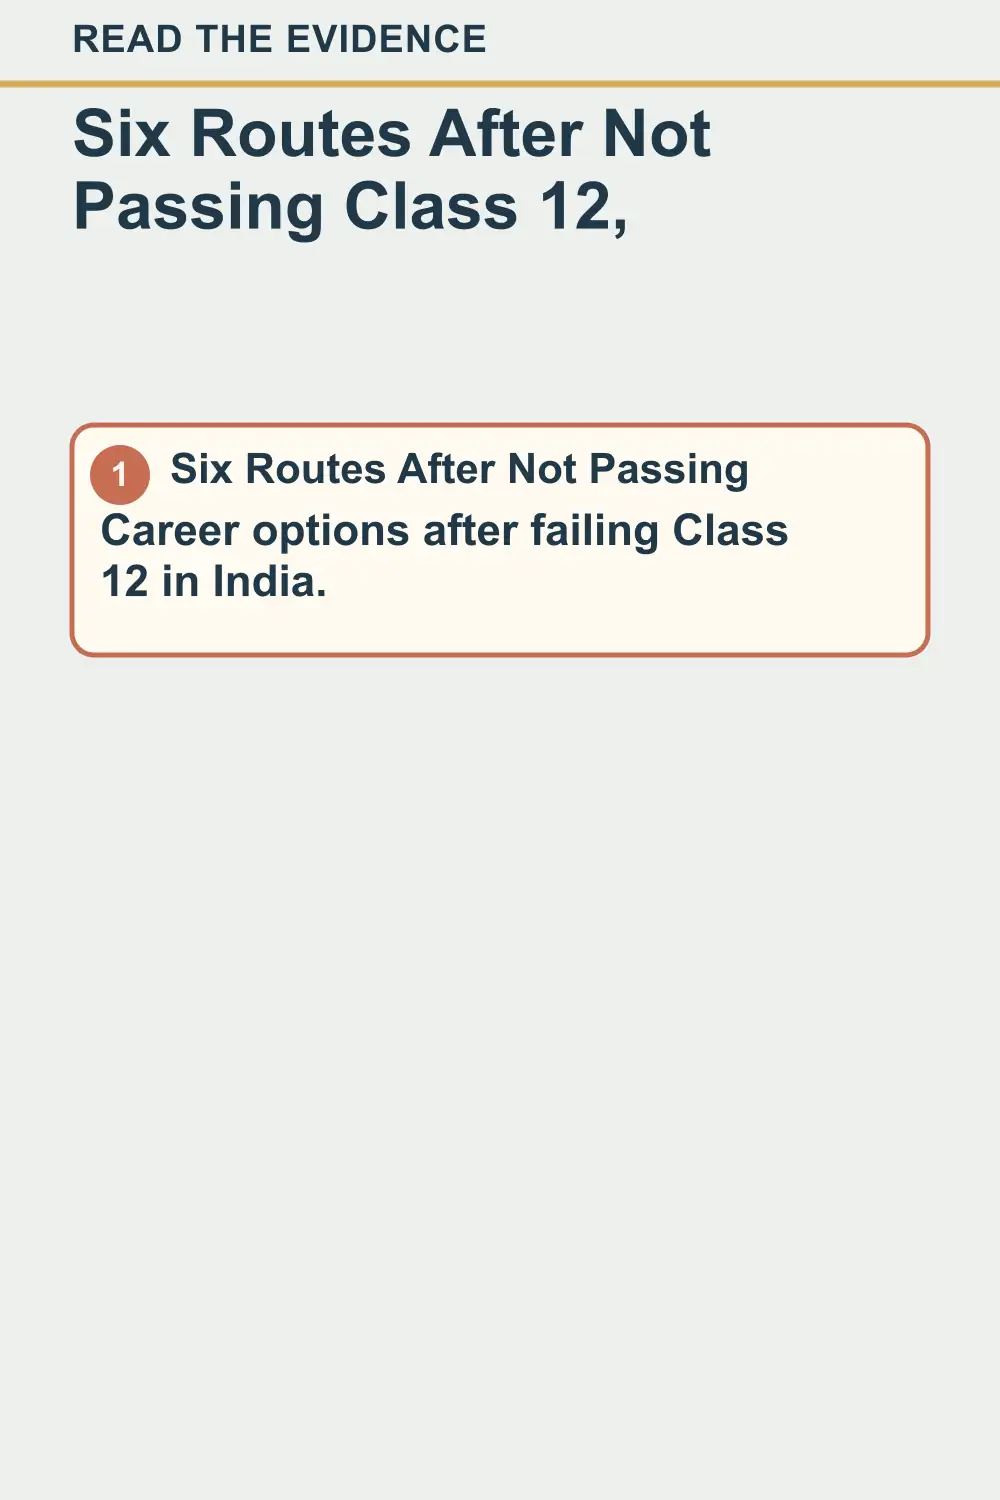 READ THE EVIDENCE
Six Routes After Not
Passing Class 12,
1 Six Routes After Not Passing
Career options after failing Class
12 in India.